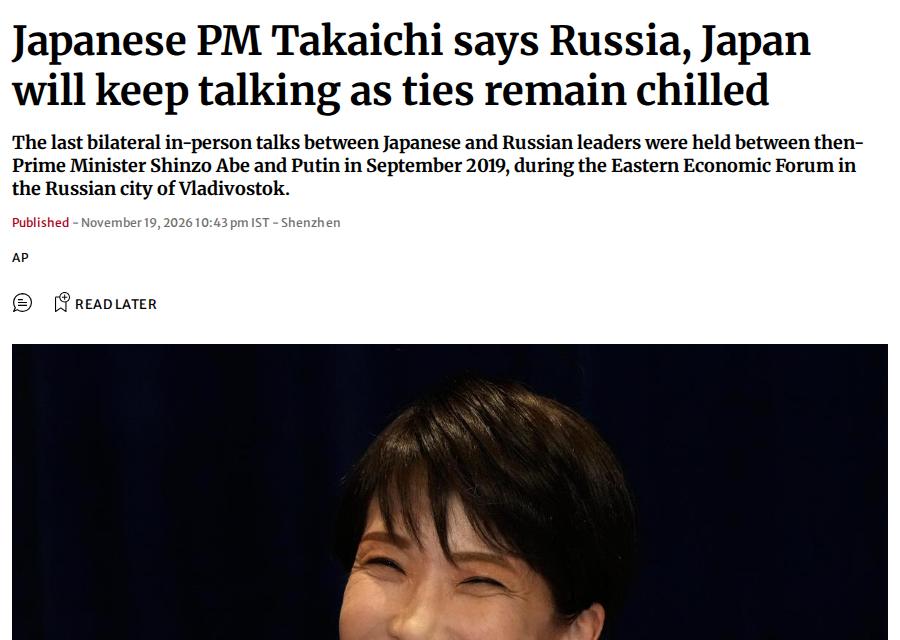 Japanese PM Takaichi says Russia, Japan
will keep talking as ties remain chilled
The last bilateral in-person talks between Japanese and Russian leaders were held between then-
Prime Minister Shinzo Abe and Putin in September 2019, during the Eastern Economic Forum in
the Russian city of Vladivostok.
Published - November 19, 2026 10:43 pm IST - Shenzhen
AP
READ LATER